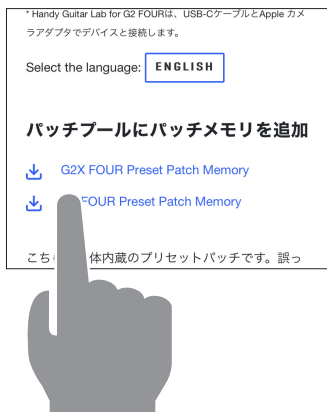 * Handy Guitar Lab for G2 FOURは、USB-CケーブルとApple カメ
ラアダプタでデバイスと接続します。
Select the language: ENGLISH
パッチプールにパッチメモリを追加
G2X FOUR Preset Patch Memory
FOUR Preset Patch Memory
こち 体内蔵のプリセットパッチです。誤っ